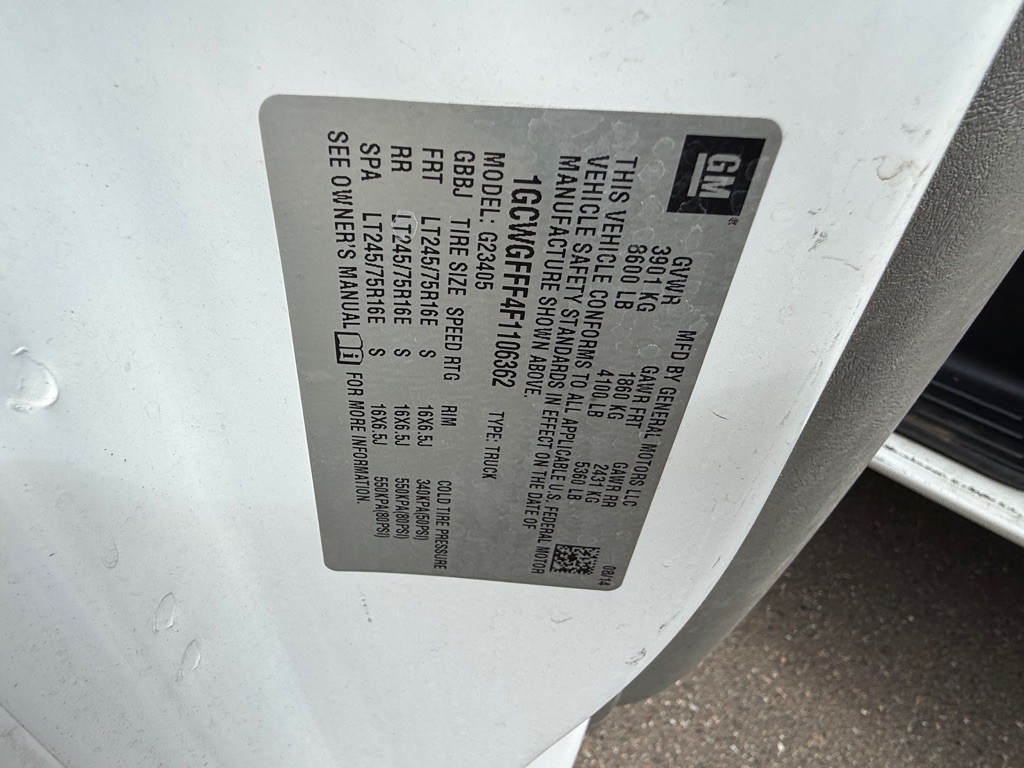 GM
MFD BY GENERAL MOTORS LLC 08/14
GVWR GAWR FRT GAWR RR
3901 KG 1860 KG 2431 KG
8600 LB 4100 LB 5360 LB
THIS VEHICLE CONFORMS TO ALL APPLICABLE U.S. FEDERAL MOTOR
VEHICLE SAFETY STANDARDS IN EFFECT ON THE DATE OF
MANUFACTURE SHOWN ABOVE.
1GCWGFFF4F1106362 TYPE: TRUCK
MODEL: G23405
GBBJ TIRE SIZE SPEED RTG RIM COLD TIRE PRESSURE
FRT LT245/75R16E S 16X6.5J 340KPA(50PSI)
RR LT245/75R16E S 16X6.5J 550KPA(80PSI)
SPA LT245/75R16E S 16X6.5J 550KPA(80PSI)
SEE OWNER'S MANUAL FOR MORE INFORMATION.